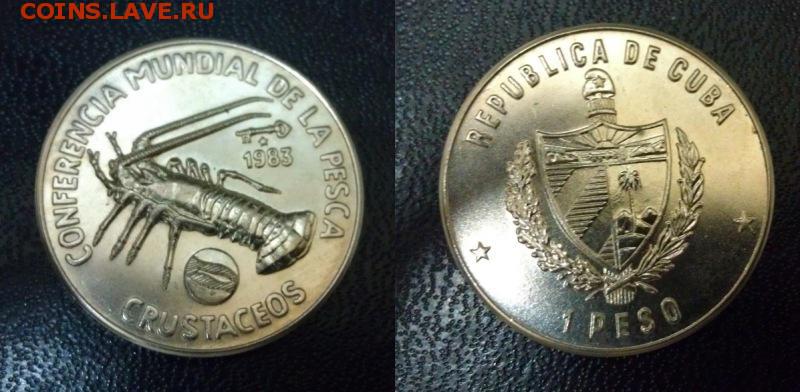 COINS.LAVE.RU
CONFERENCIA MUNDIAL DE LA PESCA
1983
CRUSTACEOS
REPUBLICA DE CUBA
1 PESO